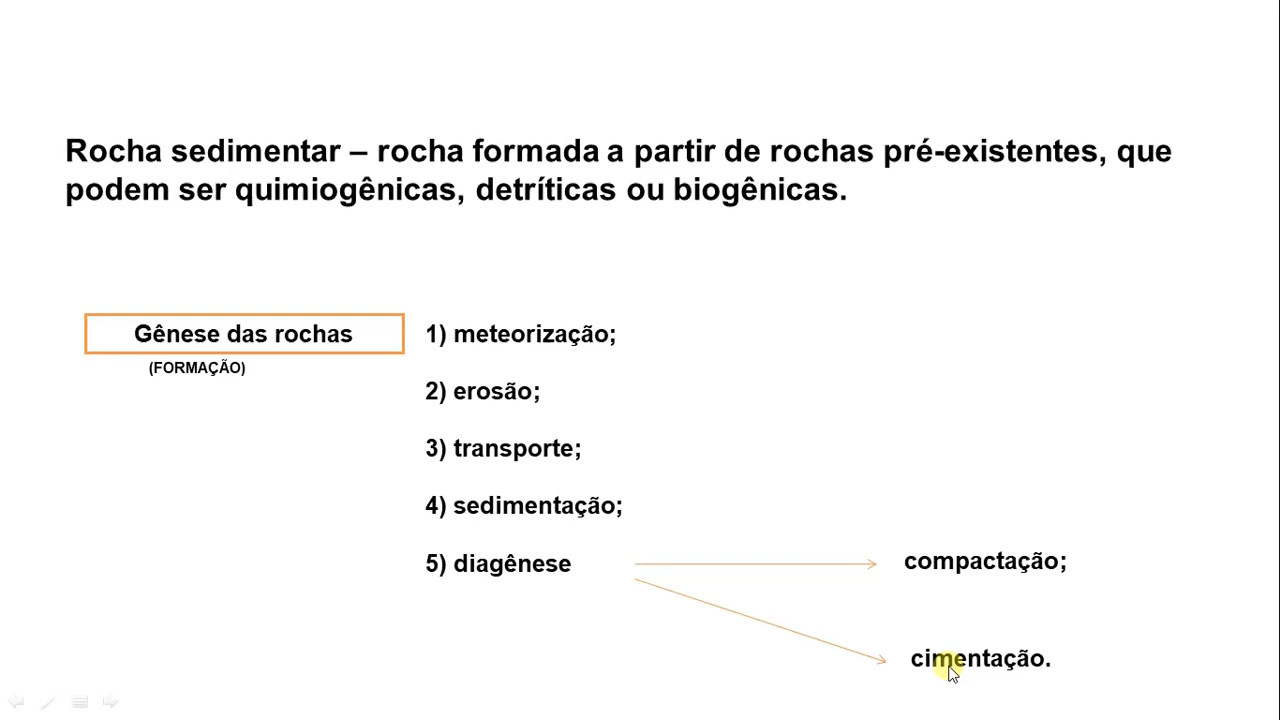 Rocha sedimentar – rocha formada a partir de rochas pré-existentes, que
podem ser quimiogênicas, detríticas ou biogênicas.
Gênese das rochas
(FORMAÇÃO)
1) meteorização;
2) erosão;
3) transporte;
4) sedimentação;
5) diagênese
compactação;
cimentação.